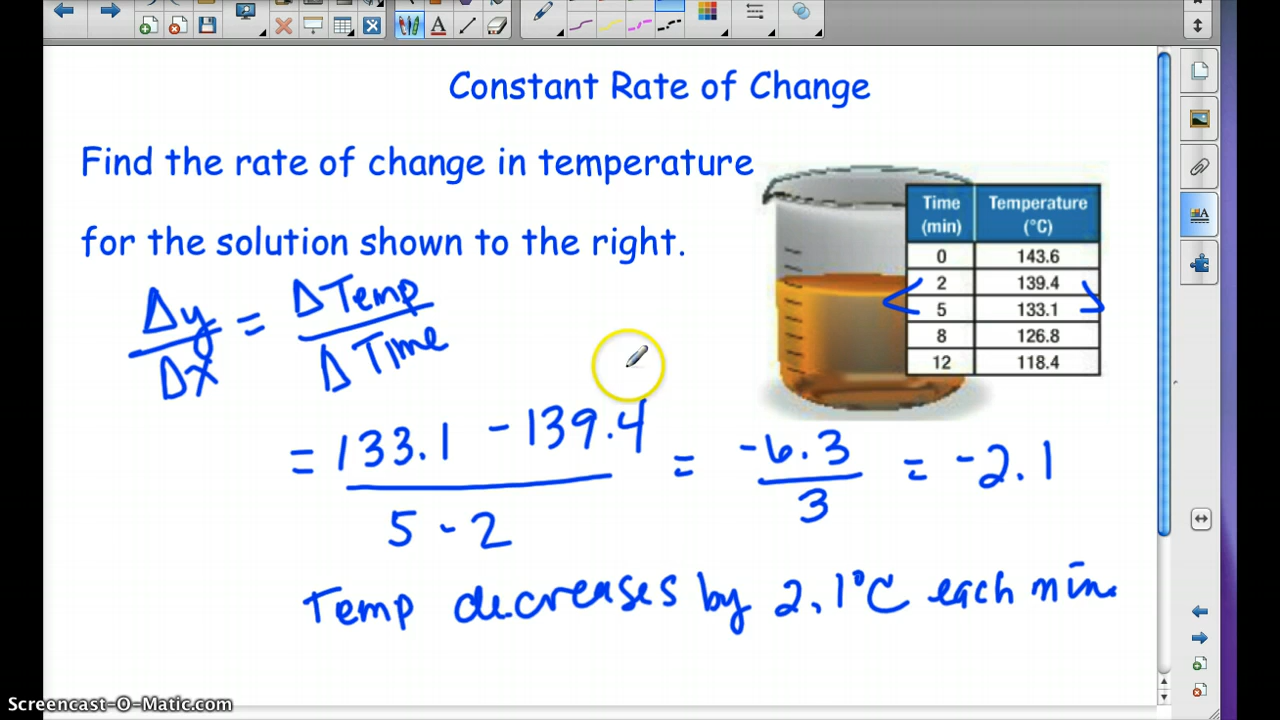 Constant Rate of Change
Find the rate of change in temperature
for the solution shown to the right.
Time (min) Temperature (°C)
0 143.6
2 139.4
5 133.1
8 126.8
12 118.4
Δy/Δx = Δ Temp/Δ Time
= 133.1 - 139.4 / 5 - 2 = -6.3/3 = -2.1
Temp decreases by 2.1°C each min.
Screencast-O-Matic.com